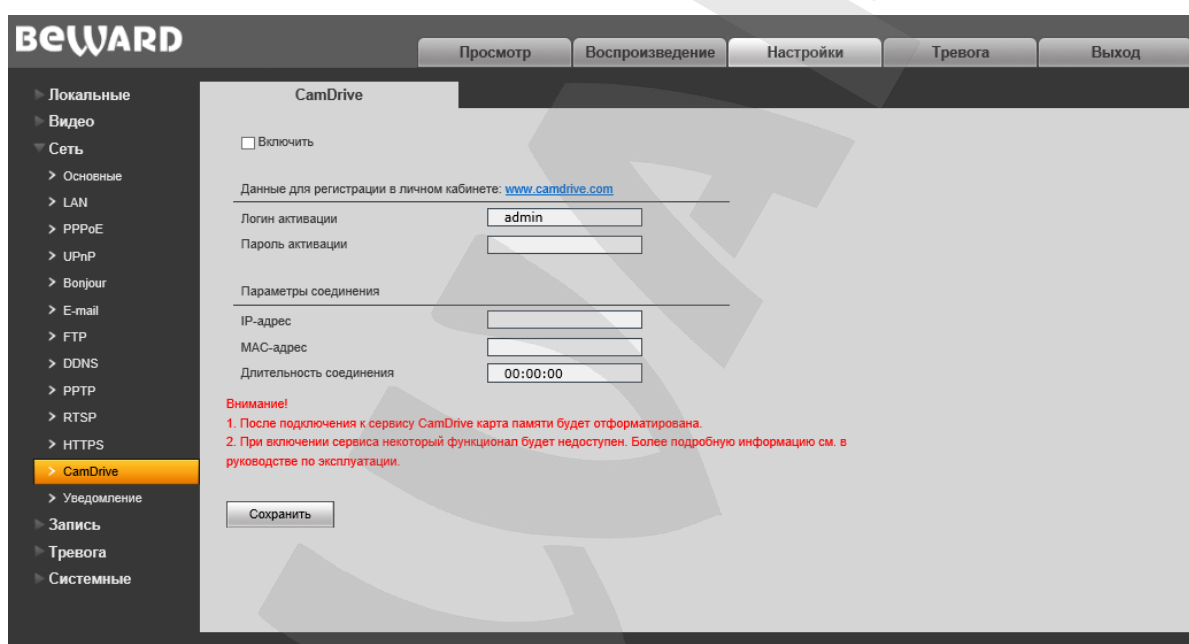 BEWARD
Просмотр
Воспроизведение
Настройки
Тревога
Выход
Локальные
Видео
Сеть
Основные
LAN
PPPoE
UPnP
Bonjour
E-mail
FTP
DDNS
PPTP
RTSP
HTTPS
CamDrive
Уведомление
Запись
Тревога
Системные
CamDrive
Включить
Данные для регистрации в личном кабинете: www.camdrive.com
Логин активации admin
Пароль активации
Параметры соединения
IP-адрес
MAC-адрес
Длительность соединения 00:00:00
Внимание!
1. После подключения к сервису CamDrive карта памяти будет отформатирована.
2. При включении сервиса некоторый функционал будет недоступен. Более подробную информацию см. в
руководстве по эксплуатации.
Сохранить